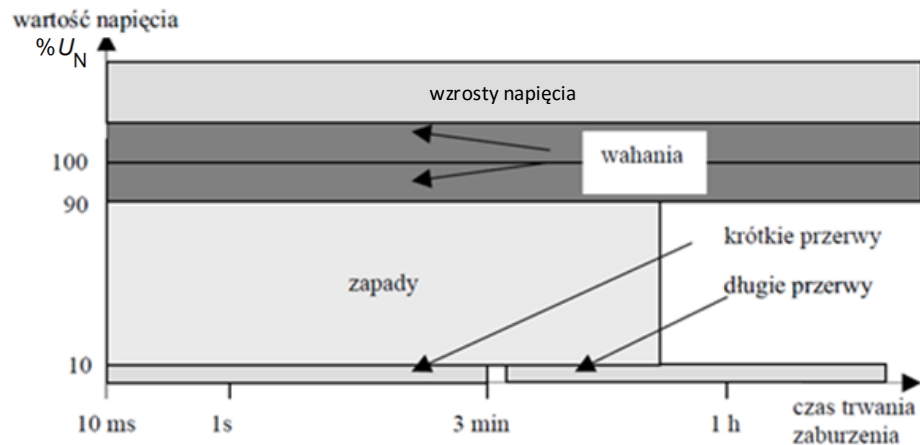 wartość napięcia
% U_N
wzrosty napięcia
wahania
100
90
krótkie przerwy
zapady
długie przerwy
10
10 ms
1s
3 min
1 h
czas trwania
zaburzenia